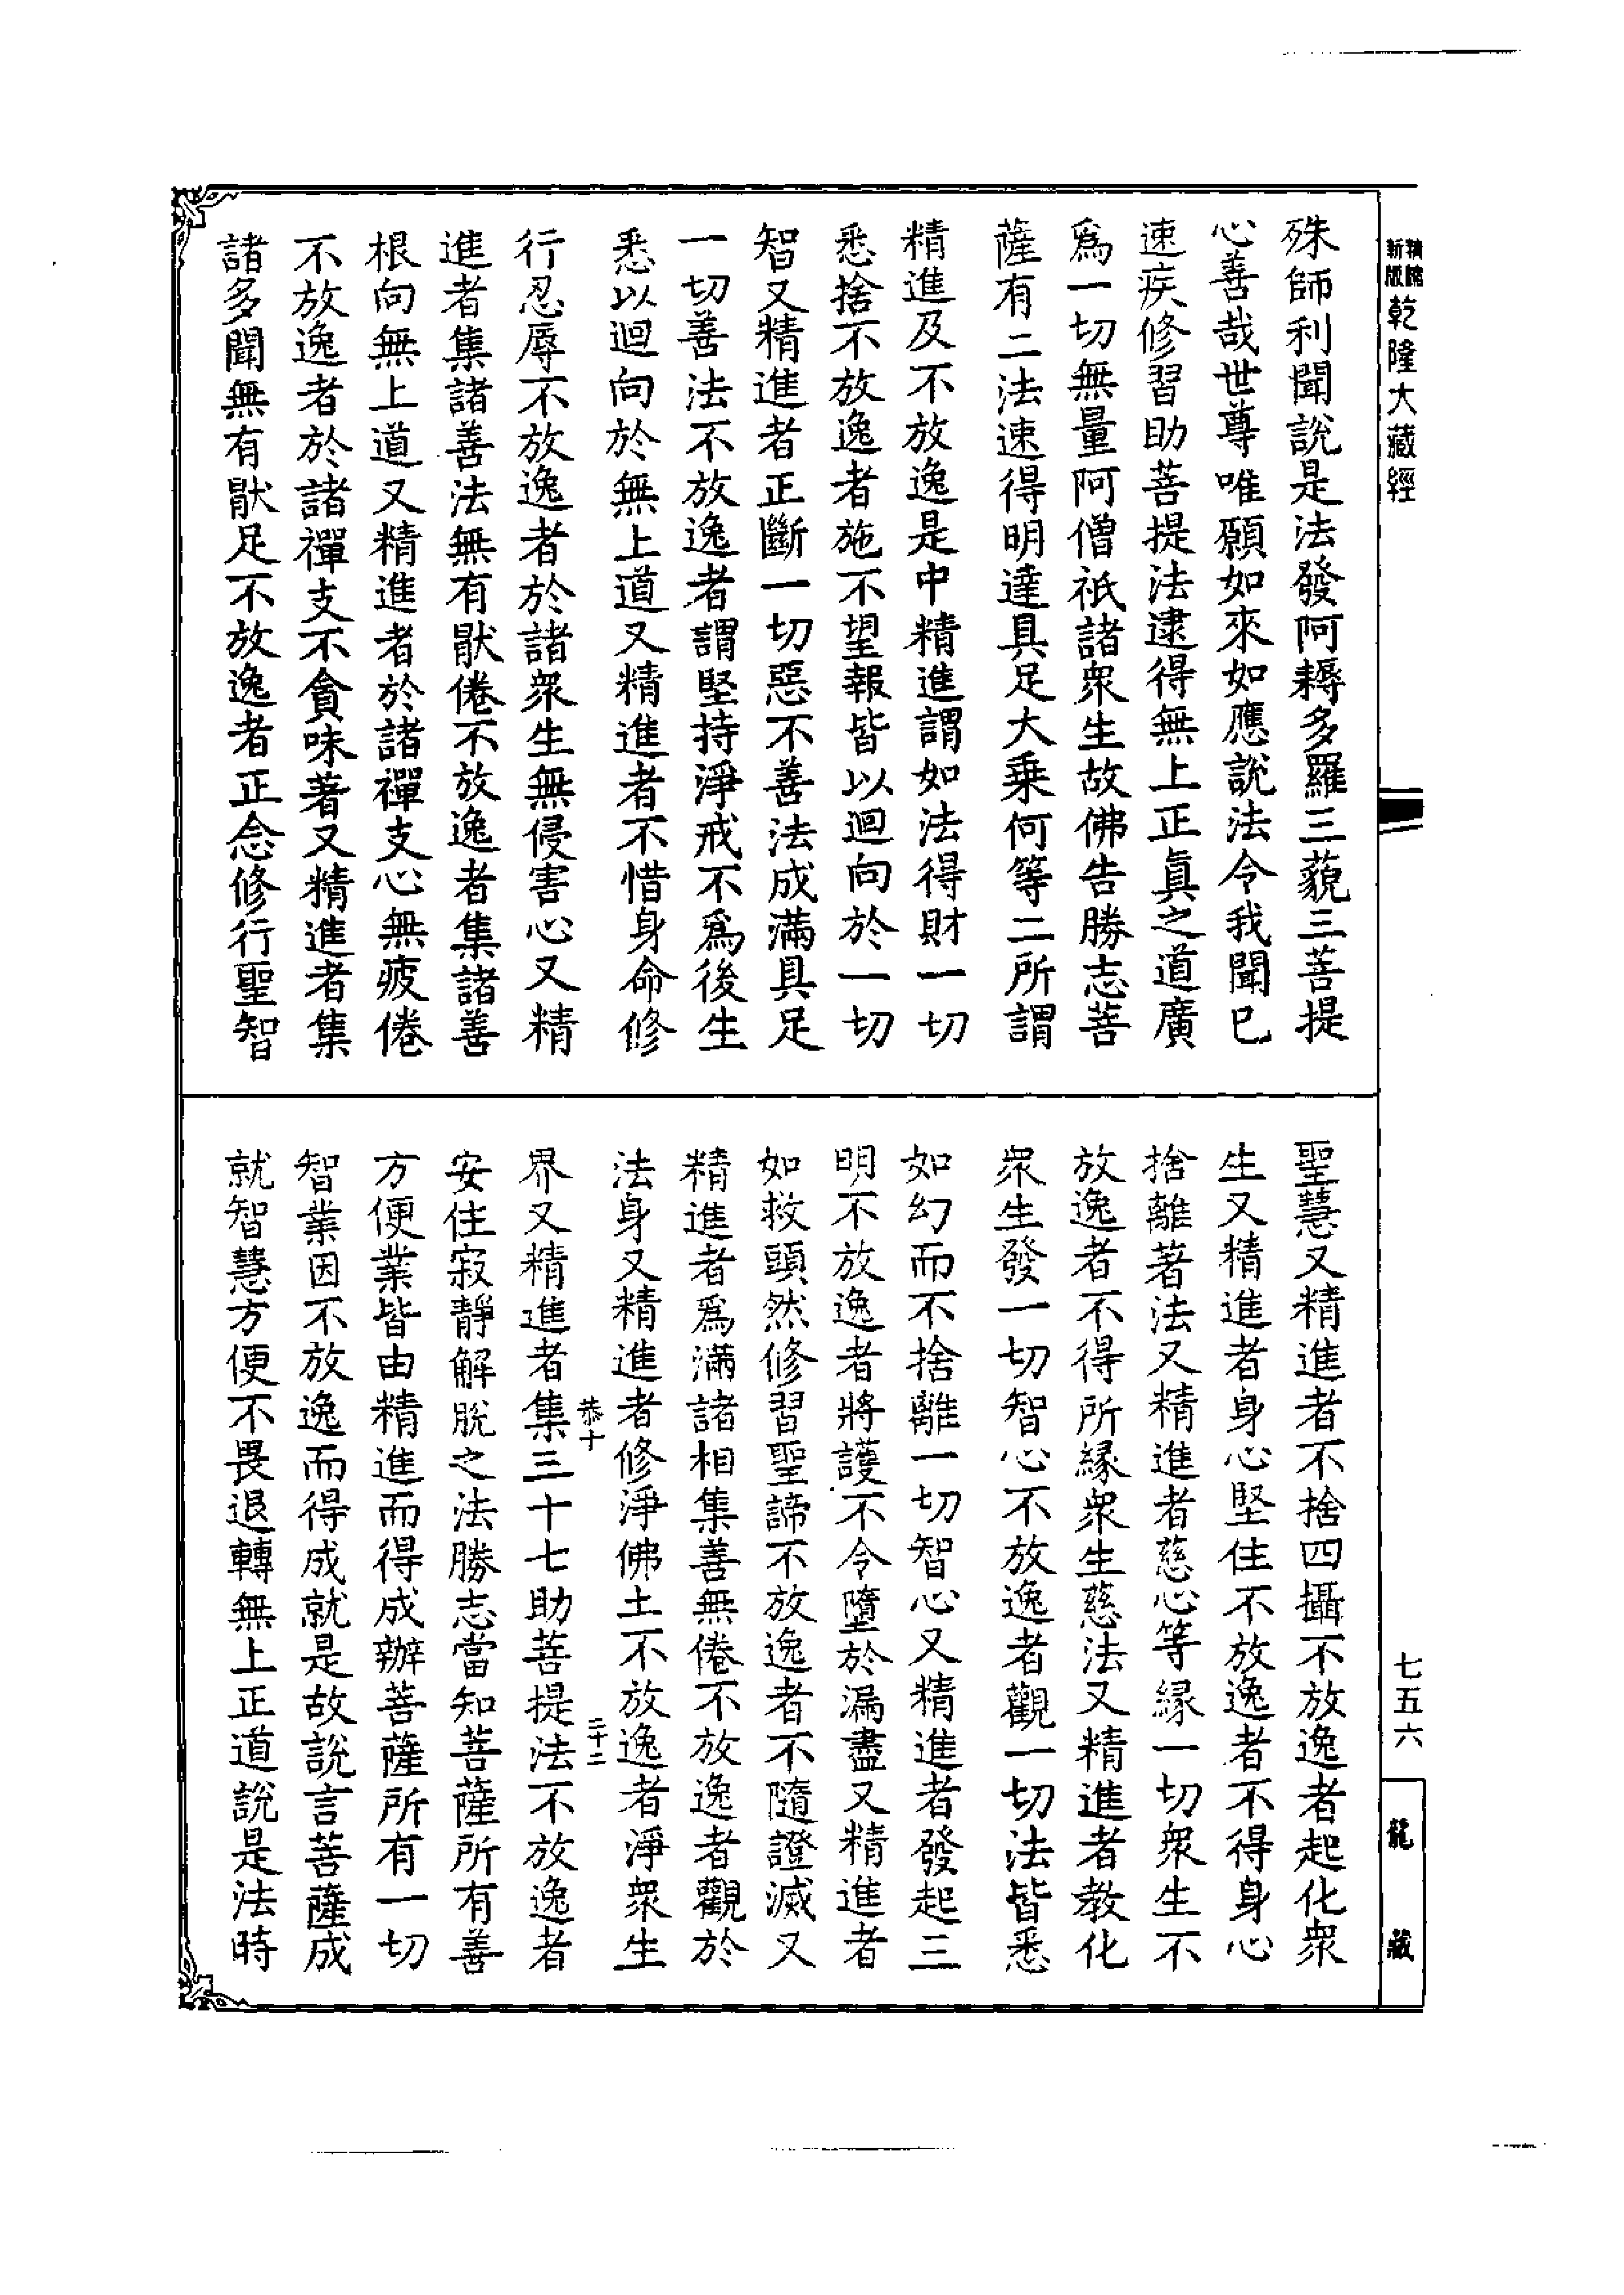 新版
精縮
乾隆大藏經
殊師利聞說是法發阿耨多羅三藐三菩提
心善哉世尊唯願如來如應說法令我聞已
速疾修習助菩提法逮得無上正眞之道廣
爲一切無量阿僧祇諸衆生故佛告勝志菩
薩有二法速得明達具足大乗何等二所謂
精進及不放逸是中精進謂如法得財一切
悉捨不放逸者施不望報皆以迴向於一切
智又精進者正斷一切惡不善法成滿具足
一切善法不放逸者謂堅持淨戒不爲後生
悉以迴向於無上道又精進者不惜身命修
行忍辱不放逸者於諸衆生無侵害心又精
進者集諸善法無有猒倦不放逸者集諸善
根向無上道又精進者於諸禪支心無疲倦
不放逸者於諸禪支不貪味著又精進者集
諸多聞無有猒足不放逸者正念修行聖智
聖慧又精進者不捨四攝不放逸者起化衆
生又精進者身心堅住不放逸者不得身心
捨離著法又精進者慈心等縁一切衆生不
放逸者不得所縁衆生慈法又精進者教化
衆生發一切智心不放逸者觀一切法皆悉
如幻而不捨離一切智心又精進者發起三
明不放逸者將護不令墮於漏盡又精進者
如救頭然修習聖諦不放逸者不隨證滅又
精進者爲滿諸相集善無倦不放逸者觀於
法身又精進者修淨佛土不放逸者淨衆生
恭十
三十二
界又精進者集三十七助菩提法不放逸者
安住寂靜解脫之法勝志當知菩薩所有善
方便業皆由精進而得成辦菩薩所有一切
智業因不放逸而得成就是故說言菩薩成
就智慧方便不畏退轉無上正道說是法時
七五六
龍藏